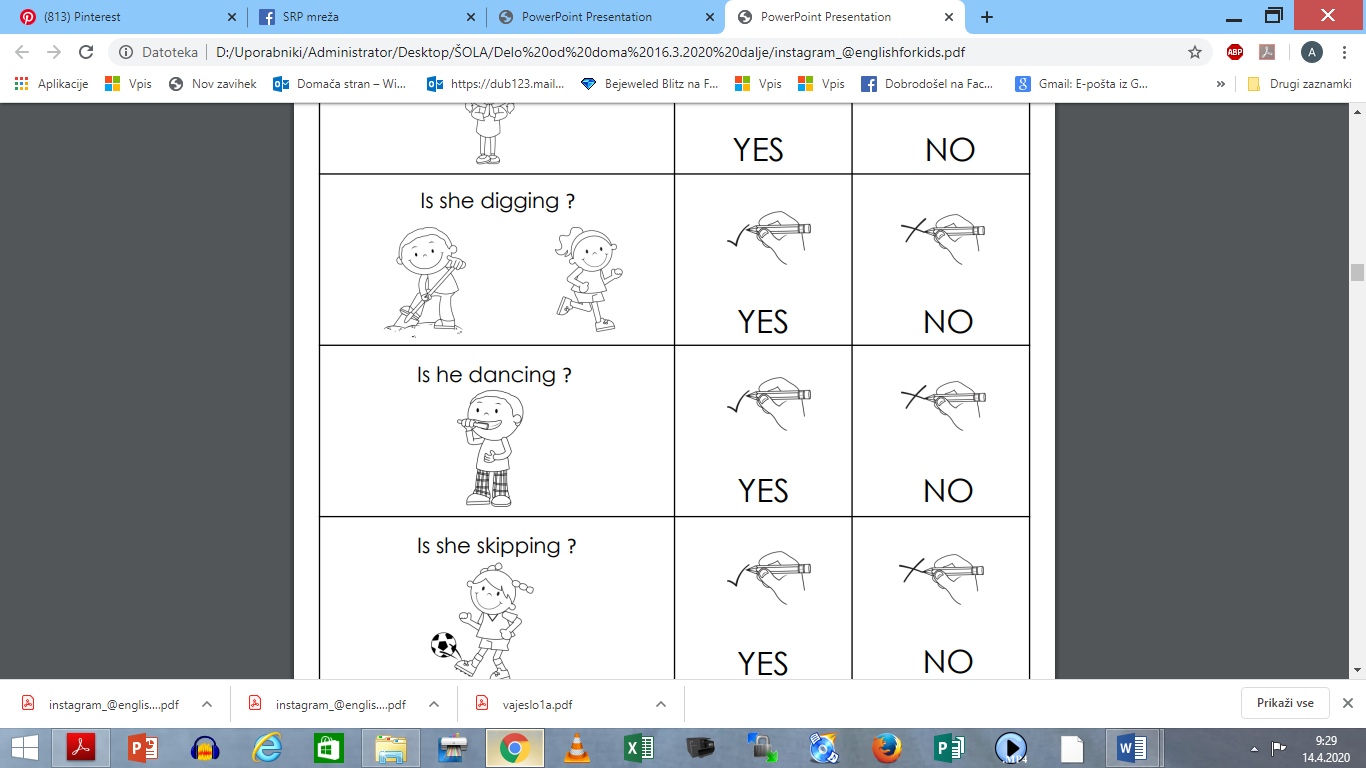 (813) Pinterest
SRP mreža
PowerPoint Presentation
PowerPoint Presentation
Datoteka
D:/Uporabniki/Administrator/Desktop/ŠOLA/Delo%20od%20doma%2016.3.2020%20dalje/instagram_@englishforkids.pdf
ABP
A
Aplikacije
Vpis
Nov zavihek
Domača stran – Wi...
https://dub123.mail...
Bejeweled Blitz na F...
Vpis
Vpis
Dobrodošel na Fac...
Gmail: E-pošta iz G...
»
Drugi zaznamki
YES NO
Is she digging ?
YES NO
Is he dancing ?
YES NO
Is she skipping ?
YES NO
instagram_@englis....pdf
instagram_@englis....pdf
vajeslo1a.pdf
Prikaži vse
MP4
9:29
14.4.2020